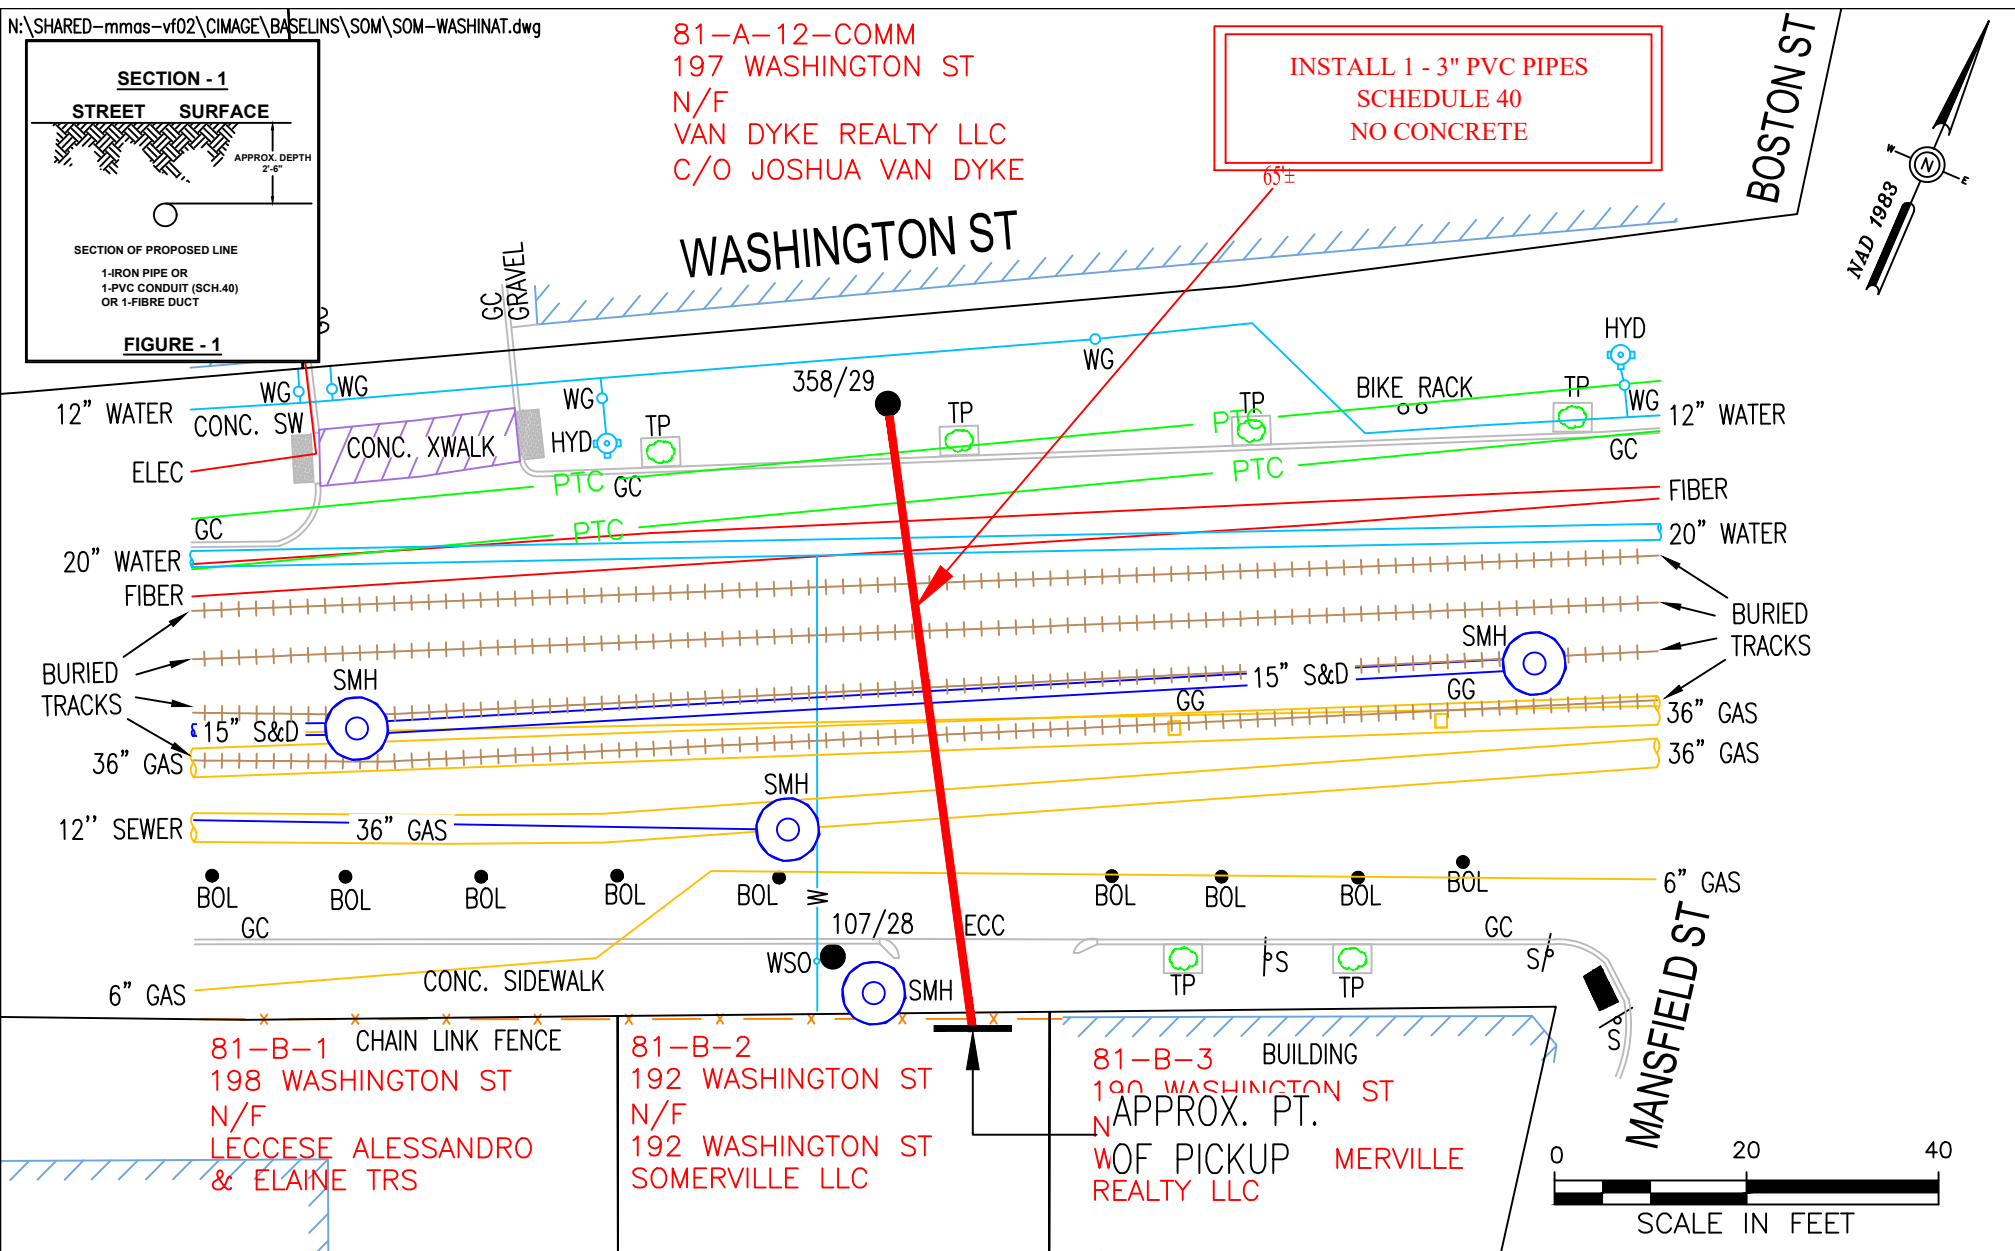 N:\SHARED-mmas-vf02\CIMAGE\BASELINS\SOM\SOM-WASHINAT.dwg
SECTION - 1
STREET SURFACE
APPROX. DEPTH
2'-6"
SECTION OF PROPOSED LINE
1-IRON PIPE OR
1-PVC CONDUIT (SCH.40)
OR 1-FIBRE DUCT
FIGURE - 1
81-A-12-COMM
197 WASHINGTON ST
N/F
VAN DYKE REALTY LLC
C/O JOSHUA VAN DYKE
INSTALL 1 - 3" PVC PIPES
SCHEDULE 40
NO CONCRETE
65'±
BOSTON ST
W
N
E
NAD 1983
WASHINGTON ST
GC
GC
GRAVEL
HYD
WG
WG
WG
WG
358/29
TP
TP
TP
BIKE RACK
TP
WG
12" WATER
CONC. SW
CONC. XWALK
HYD
12" WATER
ELEC
PTC
GC
PTC
PTC
GC
GC
PTC
FIBER
20" WATER
20" WATER
FIBER
BURIED
TRACKS
BURIED
TRACKS
SMH
SMH
15" S&D
15" S&D
GG
GG
36" GAS
36" GAS
36" GAS
SMH
12'' SEWER
36" GAS
BOL
BOL
BOL
BOL
BOL
W
BOL
BOL
BOL
BOL
6" GAS
GC
107/28
ECC
GC
WSO
CONC. SIDEWALK
SMH
TP
S
TP
S
S
6" GAS
MANSFIELD ST
CHAIN LINK FENCE
81-B-1
198 WASHINGTON ST
N/F
LECCESE ALESSANDRO
& ELAINE TRS
81-B-2
192 WASHINGTON ST
N/F
192 WASHINGTON ST
SOMERVILLE LLC
81-B-3
BUILDING
190 WASHINGTON ST
N
APPROX. PT.
W
OF PICKUP
MERVILLE
REALTY LLC
0 20 40
SCALE IN FEET